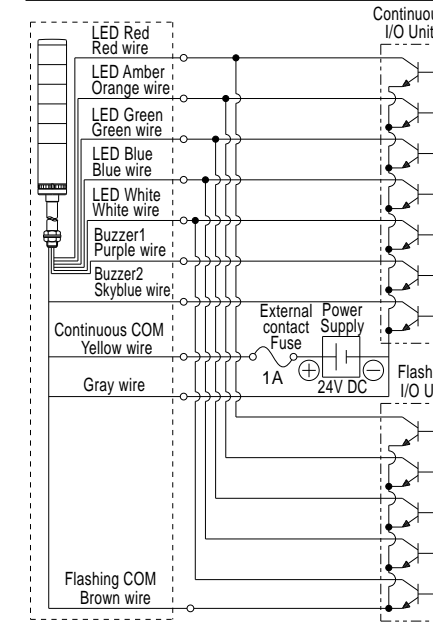 Continuou
I/O Unit
LED Red
Red wire
LED Amber
Orange wire
LED Green
Green wire
LED Blue
Blue wire
LED White
White wire
Buzzer1
Purple wire
Buzzer2
Skyblue wire
External contact Fuse
1A
Power Supply
24V DC
Continuous COM
Yellow wire
Gray wire
Flash
I/O U
Flashing COM
Brown wire